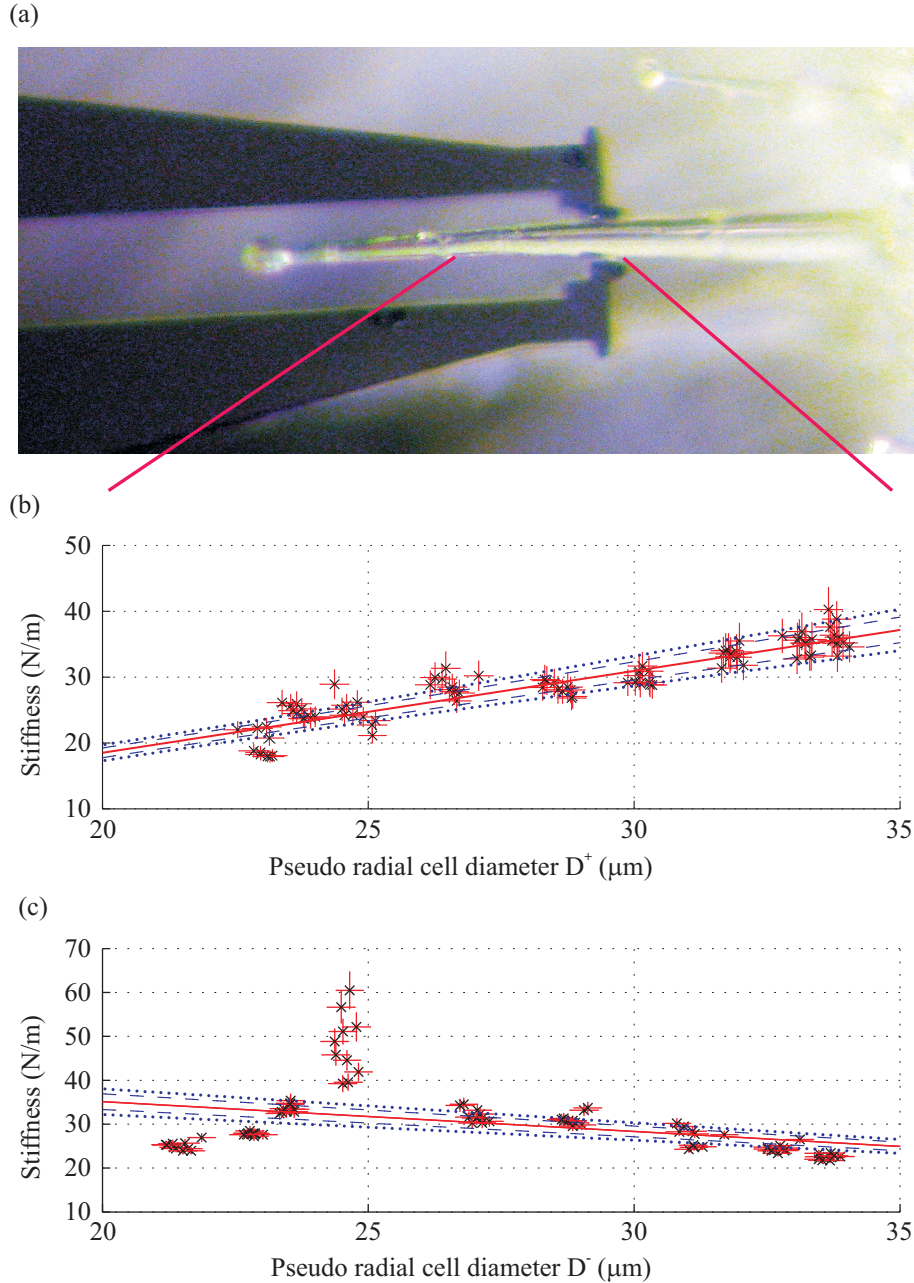 (a)
(b)
50
40
30
20
10
Stiffness (N/m)
20 25 30 35
Pseudo radial cell diameter D⁺ (μm)
(c)
70
60
50
40
30
20
10
Stiffness (N/m)
20 25 30 35
Pseudo radial cell diameter D⁻ (μm)